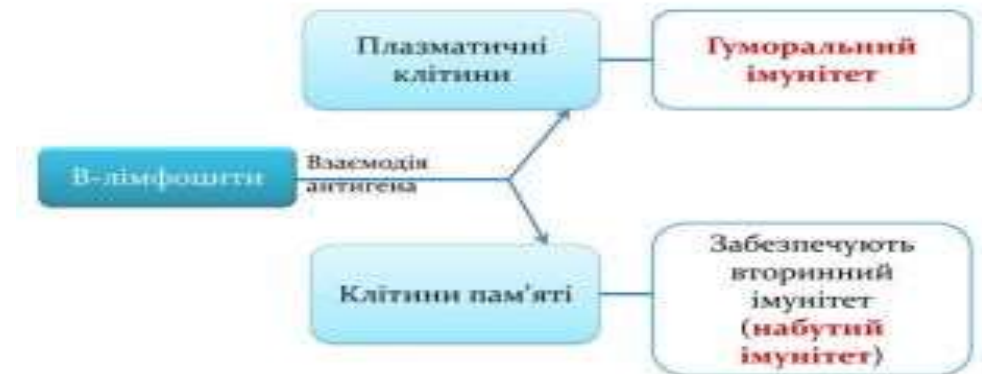 Плазматичні
клітини
Гуморальний
імунітет
В-лімфоцити
Взаємодія
антигена
Клітини пам'яті
Забезпечують
вторинний
імунітет
(набутий
імунітет)